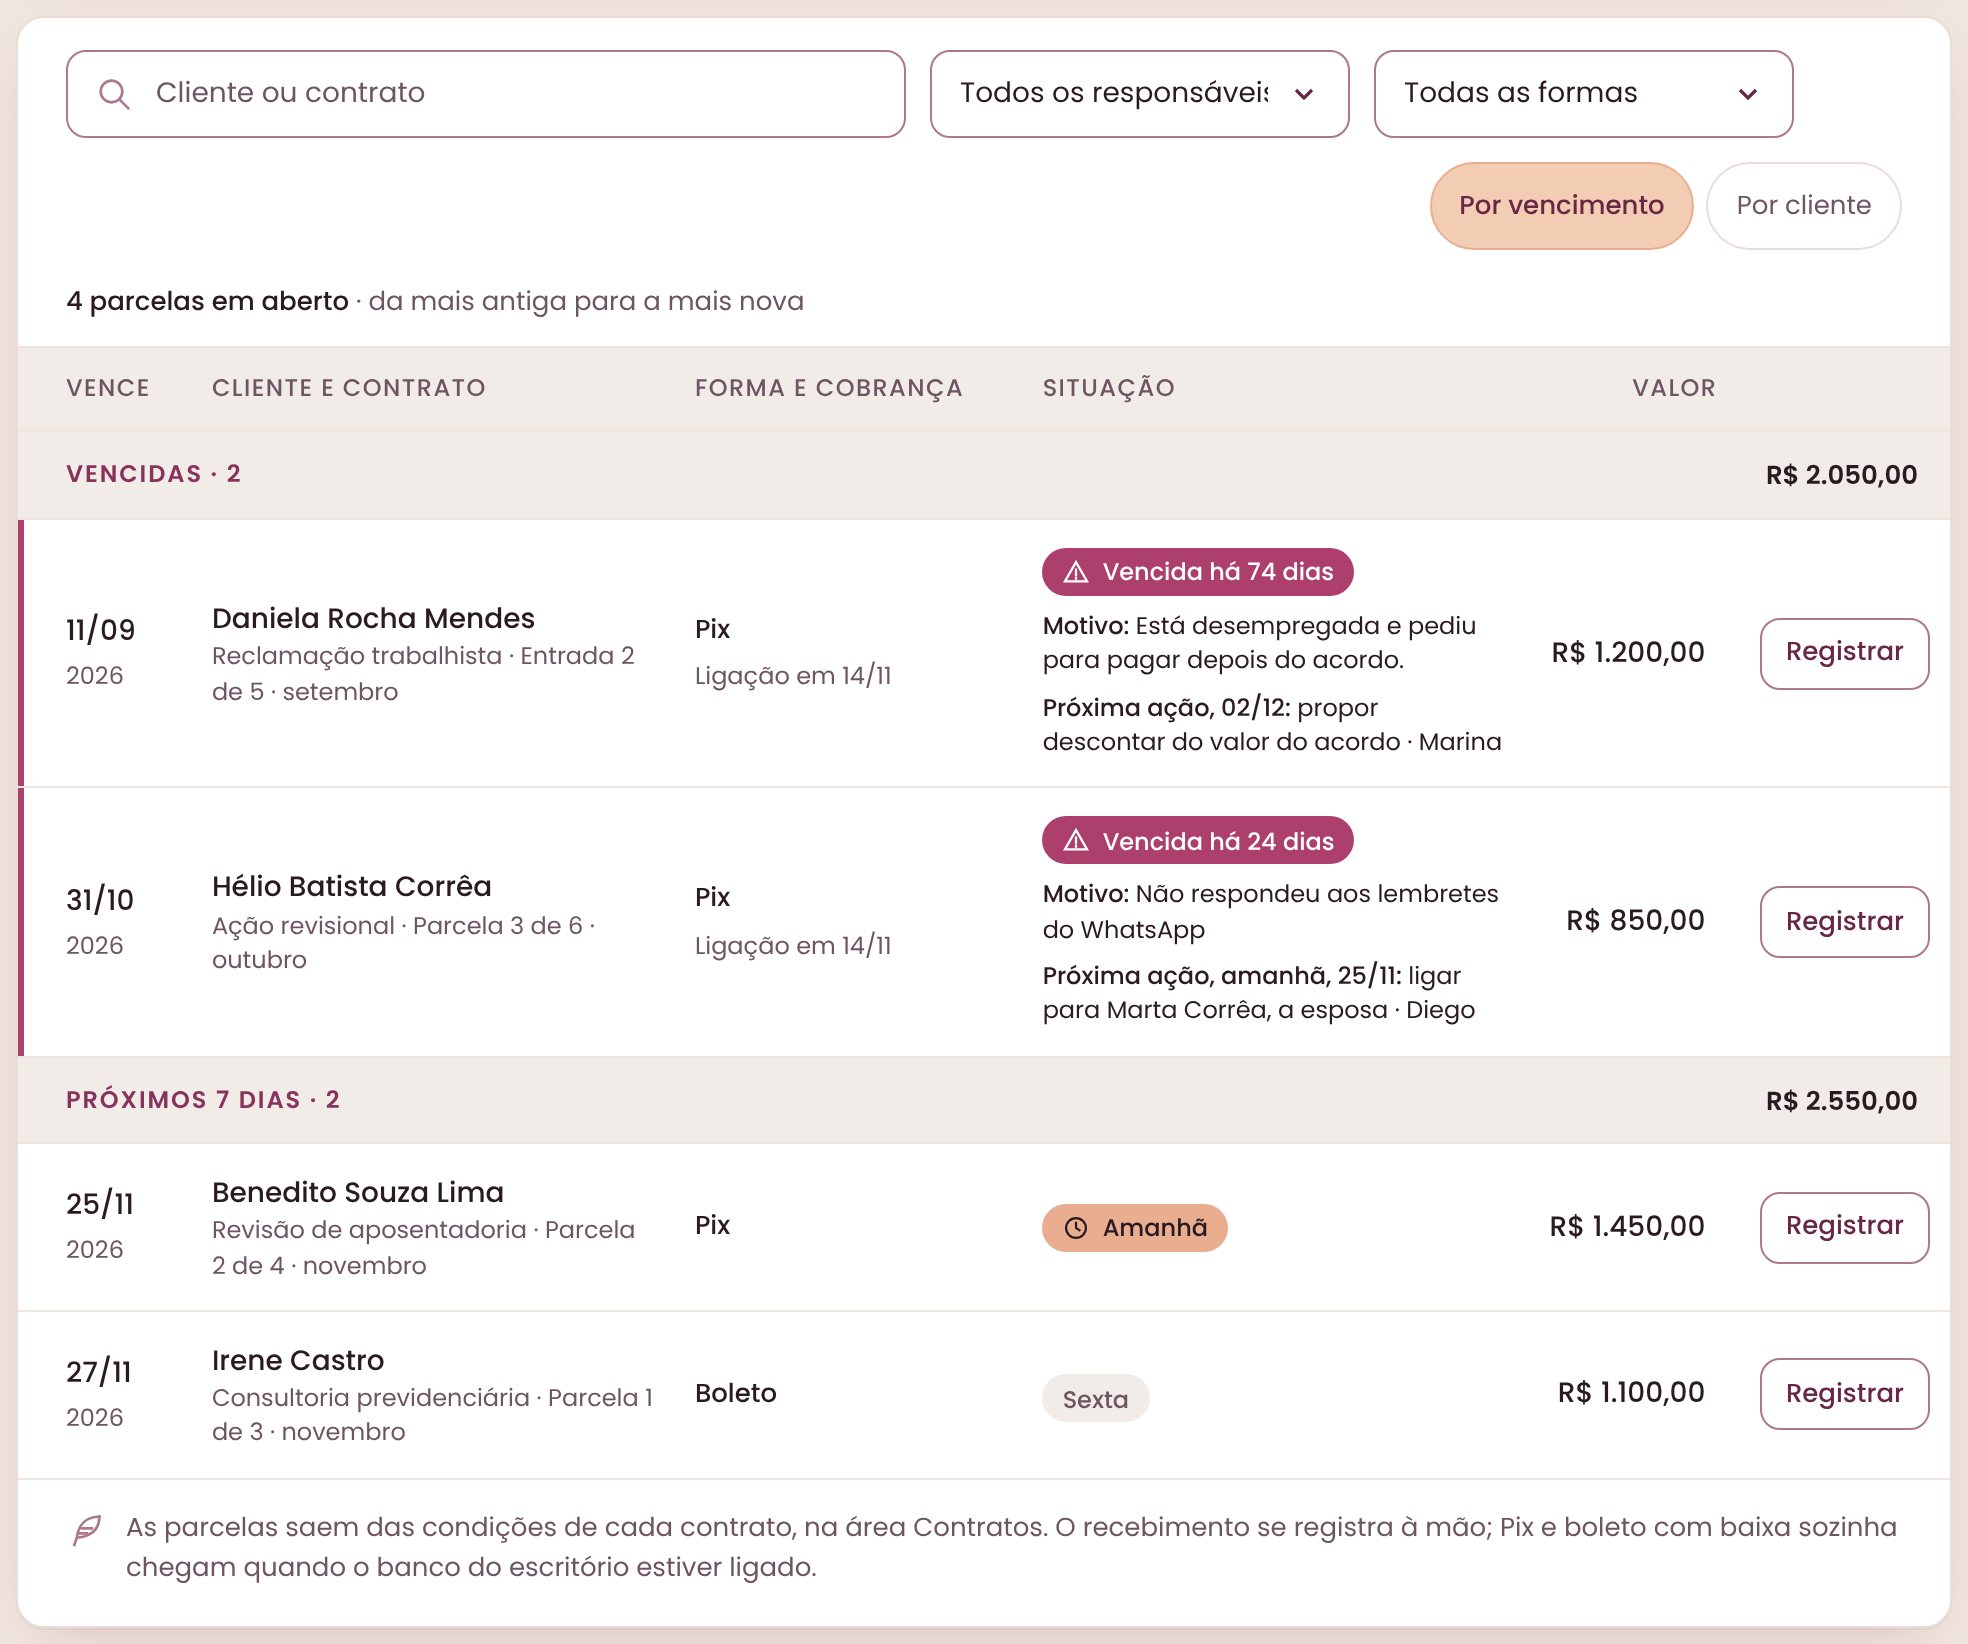 Cliente ou contrato
Todos os responsáveis
Todas as formas
Por vencimento
Por cliente
4 parcelas em aberto · da mais antiga para a mais nova
VENCE
CLIENTE E CONTRATO
FORMA E COBRANÇA
SITUAÇÃO
VALOR
VENCIDAS · 2
R$ 2.050,00
11/09
2026
Daniela Rocha Mendes
Reclamação trabalhista · Entrada 2
de 5 · setembro
Pix
Ligação em 14/11
Vencida há 74 dias
Motivo: Está desempregada e pediu
para pagar depois do acordo.
Próxima ação, 02/12: propor
descontar do valor do acordo · Marina
R$ 1.200,00
Registrar
31/10
2026
Hélio Batista Corrêa
Ação revisional · Parcela 3 de 6 ·
outubro
Pix
Ligação em 14/11
Vencida há 24 dias
Motivo: Não respondeu aos lembretes
do WhatsApp
Próxima ação, amanhã, 25/11: ligar
para Marta Corrêa, a esposa · Diego
R$ 850,00
Registrar
PRÓXIMOS 7 DIAS · 2
R$ 2.550,00
25/11
2026
Benedito Souza Lima
Revisão de aposentadoria · Parcela
2 de 4 · novembro
Pix
Amanhã
R$ 1.450,00
Registrar
27/11
2026
Irene Castro
Consultoria previdenciária · Parcela 1
de 3 · novembro
Boleto
Sexta
R$ 1.100,00
Registrar
As parcelas saem das condições de cada contrato, na área Contratos. O recebimento se registra à mão; Pix e boleto com baixa sozinha
chegam quando o banco do escritório estiver ligado.